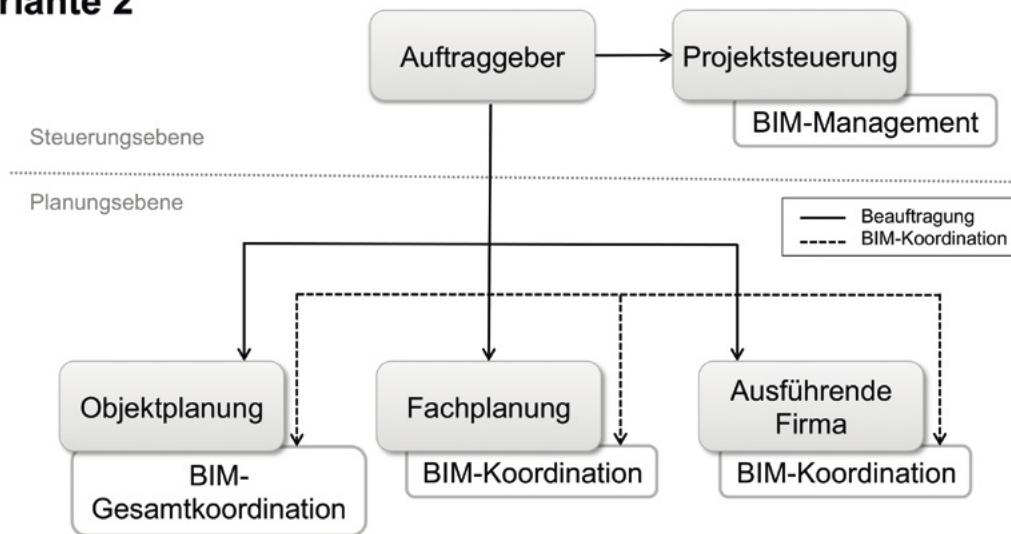 riante 2
Auftraggeber
Projektsteuerung
BIM-Management
Steuerungsebene
Planungsebene
Beauftragung
BIM-Koordination
Objektplanung
BIM-
Gesamtkoordination
Fachplanung
BIM-Koordination
Ausführende
Firma
BIM-Koordination